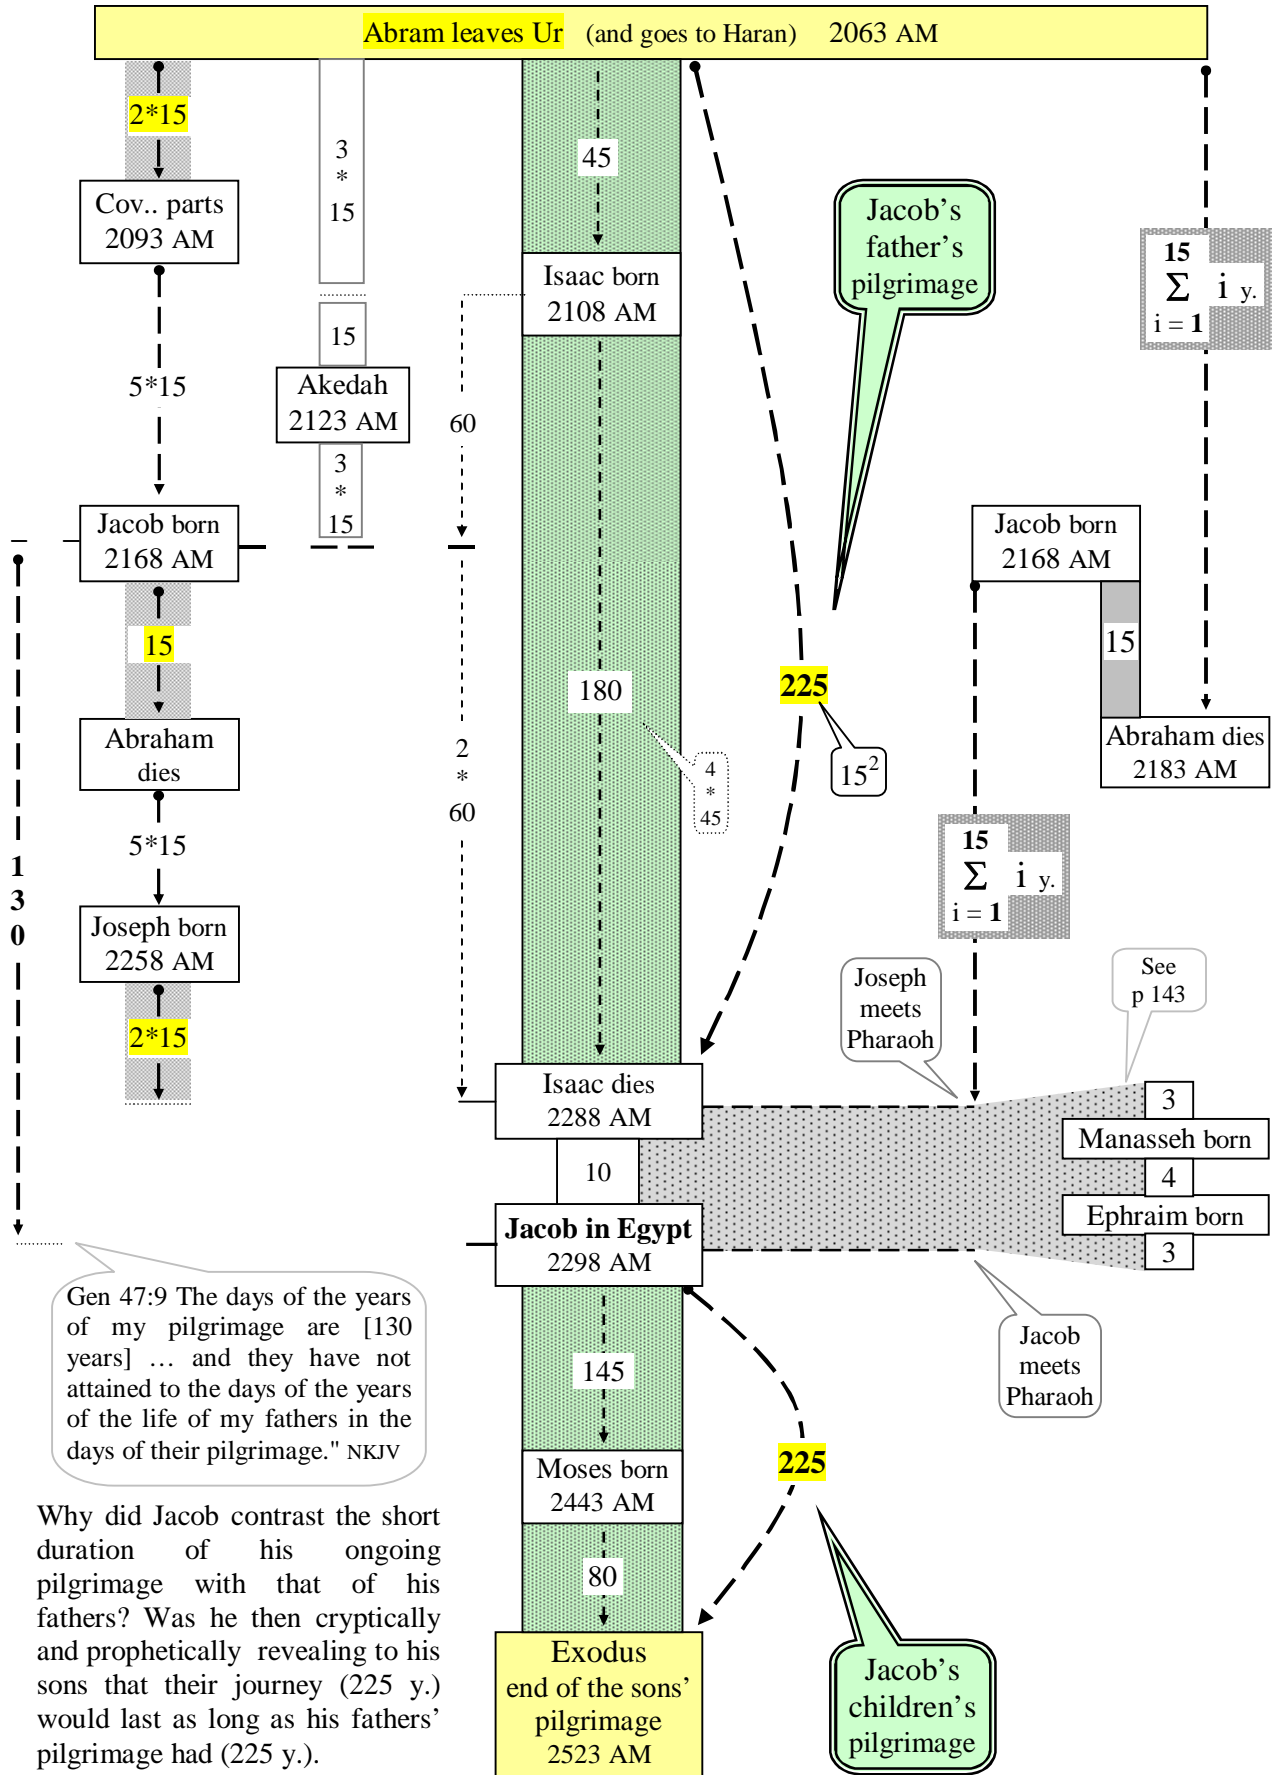 Abram leaves Ur (and goes to Haran) 2063 AM
2*15
3
*
15
45
Cov.. parts
2093 AM
Jacob's
father's
pilgrimage
15
Σ i y.
i = 1
Isaac born
2108 AM
15
5*15
Akedah
2123 AM
60
3
*
15
Jacob born
2168 AM
Jacob born
2168 AM
15
15
180
225
15²
Abraham
dies
Abraham dies
2183 AM
2
*
60
4
*
45
5*15
15
Σ i y.
i = 1
1
3
0
Joseph born
2258 AM
2*15
Joseph
meets
Pharaoh
See
p 143
Isaac dies
2288 AM
3
Manasseh born
10
4
Ephraim born
3
Jacob in Egypt
2298 AM
Gen 47:9 The days of the years
of my pilgrimage are [130
years] … and they have not
attained to the days of the years
of the life of my fathers in the
days of their pilgrimage." NKJV
Jacob
meets
Pharaoh
145
225
Moses born
2443 AM
80
Why did Jacob contrast the short
duration of his ongoing
pilgrimage with that of his
fathers? Was he then cryptically
and prophetically revealing to his
sons that their journey (225 y.)
would last as long as his fathers'
pilgrimage had (225 y.).
Exodus
end of the sons'
pilgrimage
2523 AM
Jacob's
children's
pilgrimage